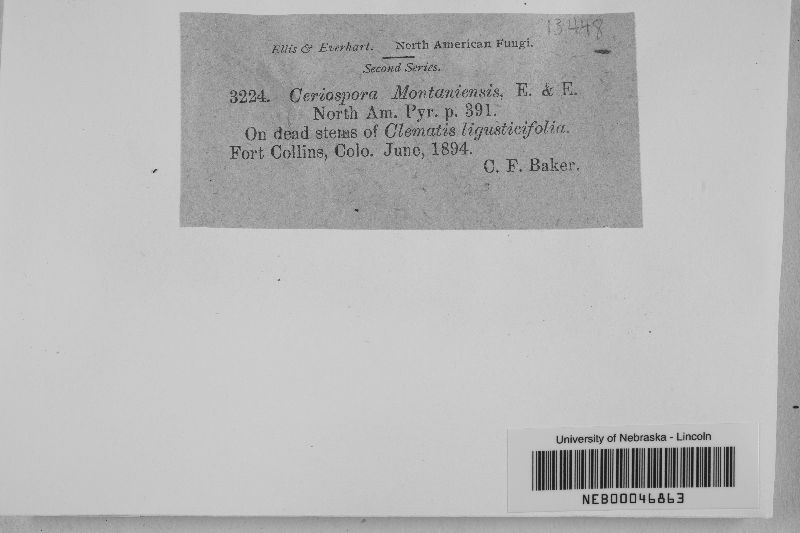 13448
Ellis & Everhart. North American Fungi.
Second Series.
3224. Ceriospora Montaniensis, E. & E.
North Am. Pyr. p. 391.
On dead stems of Clematis ligusticifolia.
Fort Collins, Colo. June, 1894.
C. F. Baker.
University of Nebraska - Lincoln
NEB00046863